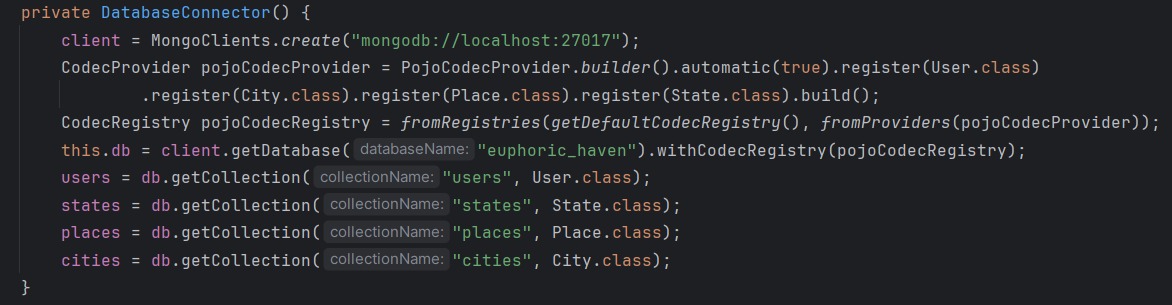 private DatabaseConnector() {
client = MongoClients.create("mongodb://localhost:27017");
CodecProvider pojoCodecProvider = PojoCodecProvider.builder().automatic(true).register(User.class)
.register(City.class).register(Place.class).register(State.class).build();
CodecRegistry pojoCodecRegistry = fromRegistries(getDefaultCodecRegistry(), fromProviders(pojoCodecProvider));
this.db = client.getDatabase( databaseName: "euphoric_haven").withCodecRegistry(pojoCodecRegistry);
users = db.getCollection( collectionName: "users", User.class);
states = db.getCollection( collectionName: "states", State.class);
places = db.getCollection( collectionName: "places", Place.class);
cities = db.getCollection( collectionName: "cities", City.class);
}